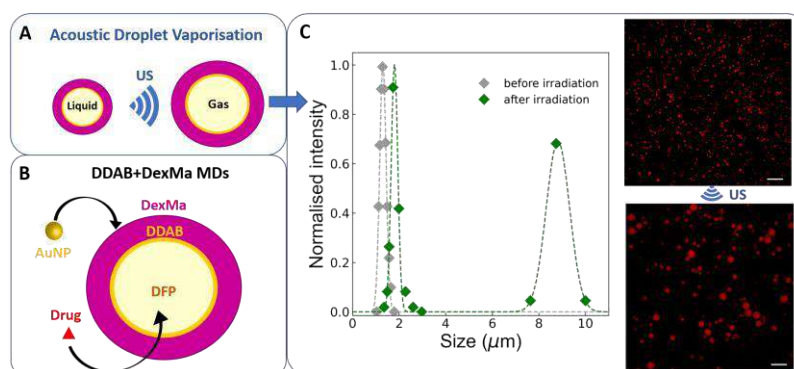 A
Acoustic Droplet Vaporisation
US
Liquid
Gas
B
DDAB+DexMa MDs
DexMa
DDAB
AuNP
DFP
Drug
C
Normalised intensity
1.0
0.8
0.6
0.4
0.2
0.0
0 2 4 6 8 10
Size (μm)
before irradiation
after irradiation
US